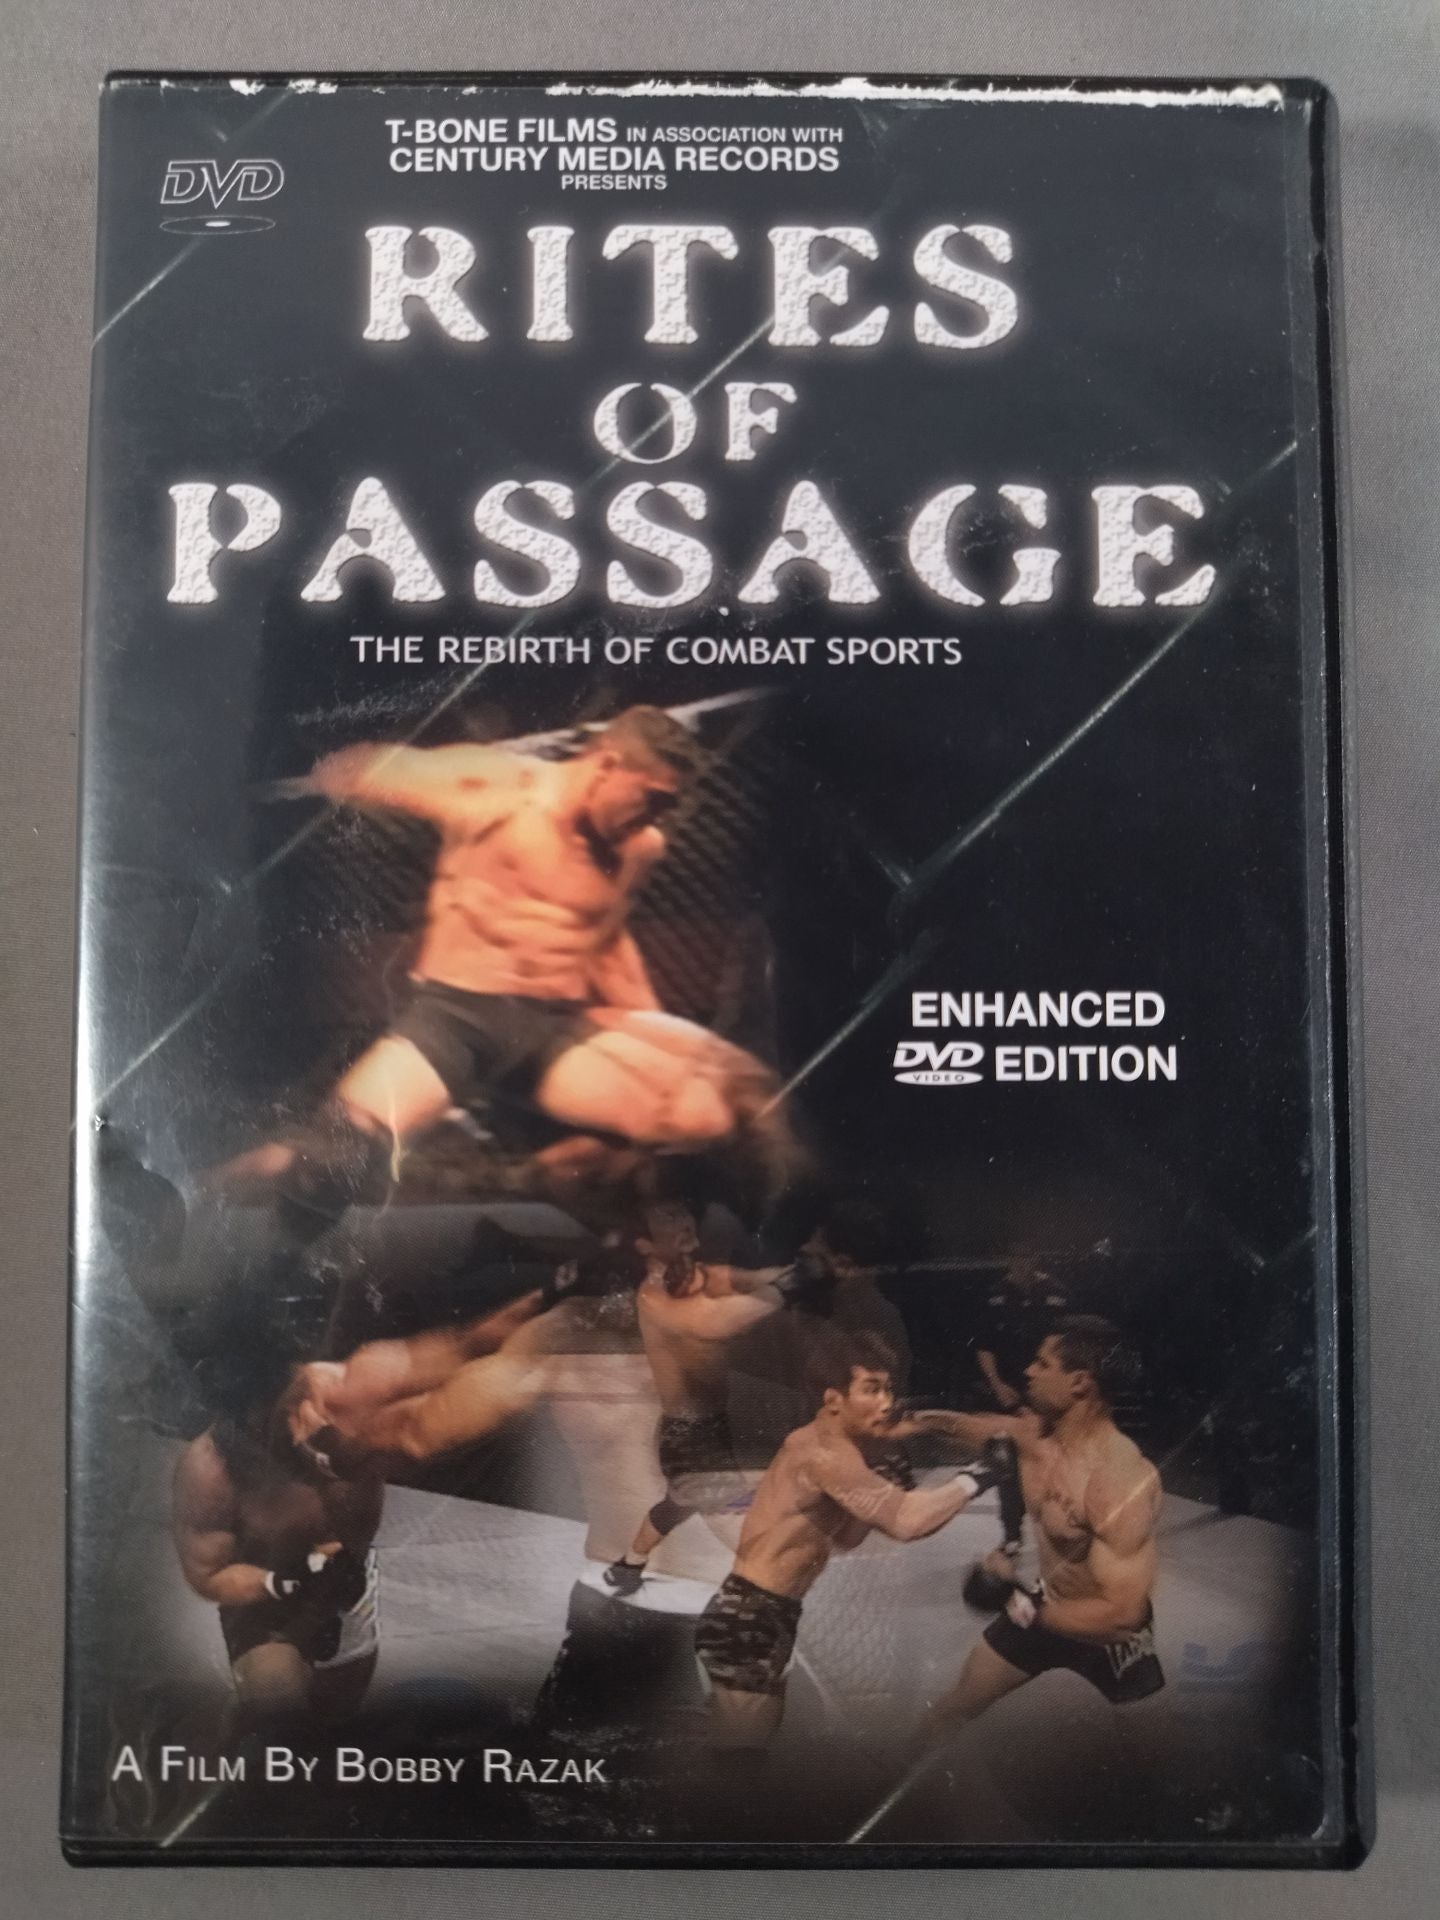 T-BONE FILMS IN ASSOCIATION WITH
CENTURY MEDIA RECORDS
PRESENTS
DVD
RITES
OF
PASSAGE
THE REBIRTH OF COMBAT SPORTS
ENHANCED
DVD VIDEO EDITION
A FILM BY BOBBY RAZAK